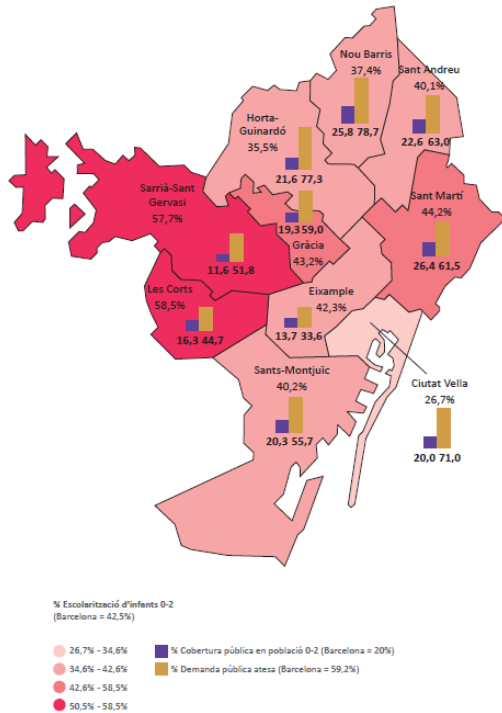 Nou Barris
37,4%
25,8 78,7
Sant Andreu
40,1%
22,6 63,0
Horta-
Guinardó
35,5%
21,6 77,3
Sarrià-Sant
Gervasi
57,7%
11,6 51,8
19,3 59,0
Gràcia
43,2%
Sant Martí
44,2%
26,4 61,5
Les Corts
58,5%
16,3 44,7
Eixample
42,3%
13,7 33,6
Sants-Montjuïc
40,2%
20,3 55,7
Ciutat Vella
26,7%
20,0 71,0
% Escolarització d'infants 0-2
(Barcelona = 42,5%)
26,7% - 34,6%
34,6% - 42,6%
42,6% - 58,5%
50,5% - 58,5%
% Cobertura pública en població 0-2 (Barcelona = 20%)
% Demanda pública atesa (Barcelona = 59,2%)